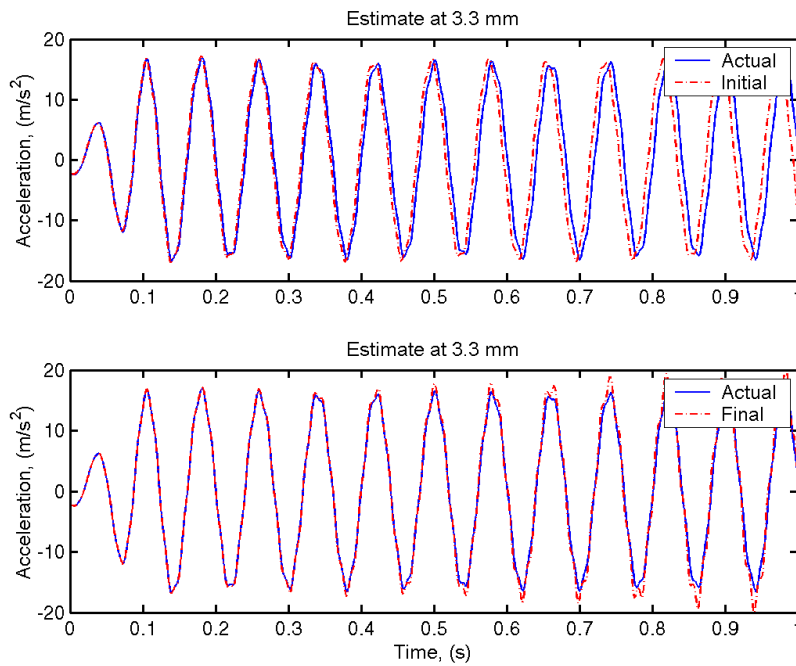 Estimate at 3.3 mm
20
10
0
-10
-20
Acceleration, (m/s²)
Actual
Initial
0 0.1 0.2 0.3 0.4 0.5 0.6 0.7 0.8 0.9 1
Estimate at 3.3 mm
20
10
0
-10
-20
Acceleration, (m/s²)
Actual
Final
0 0.1 0.2 0.3 0.4 0.5 0.6 0.7 0.8 0.9 1
Time, (s)